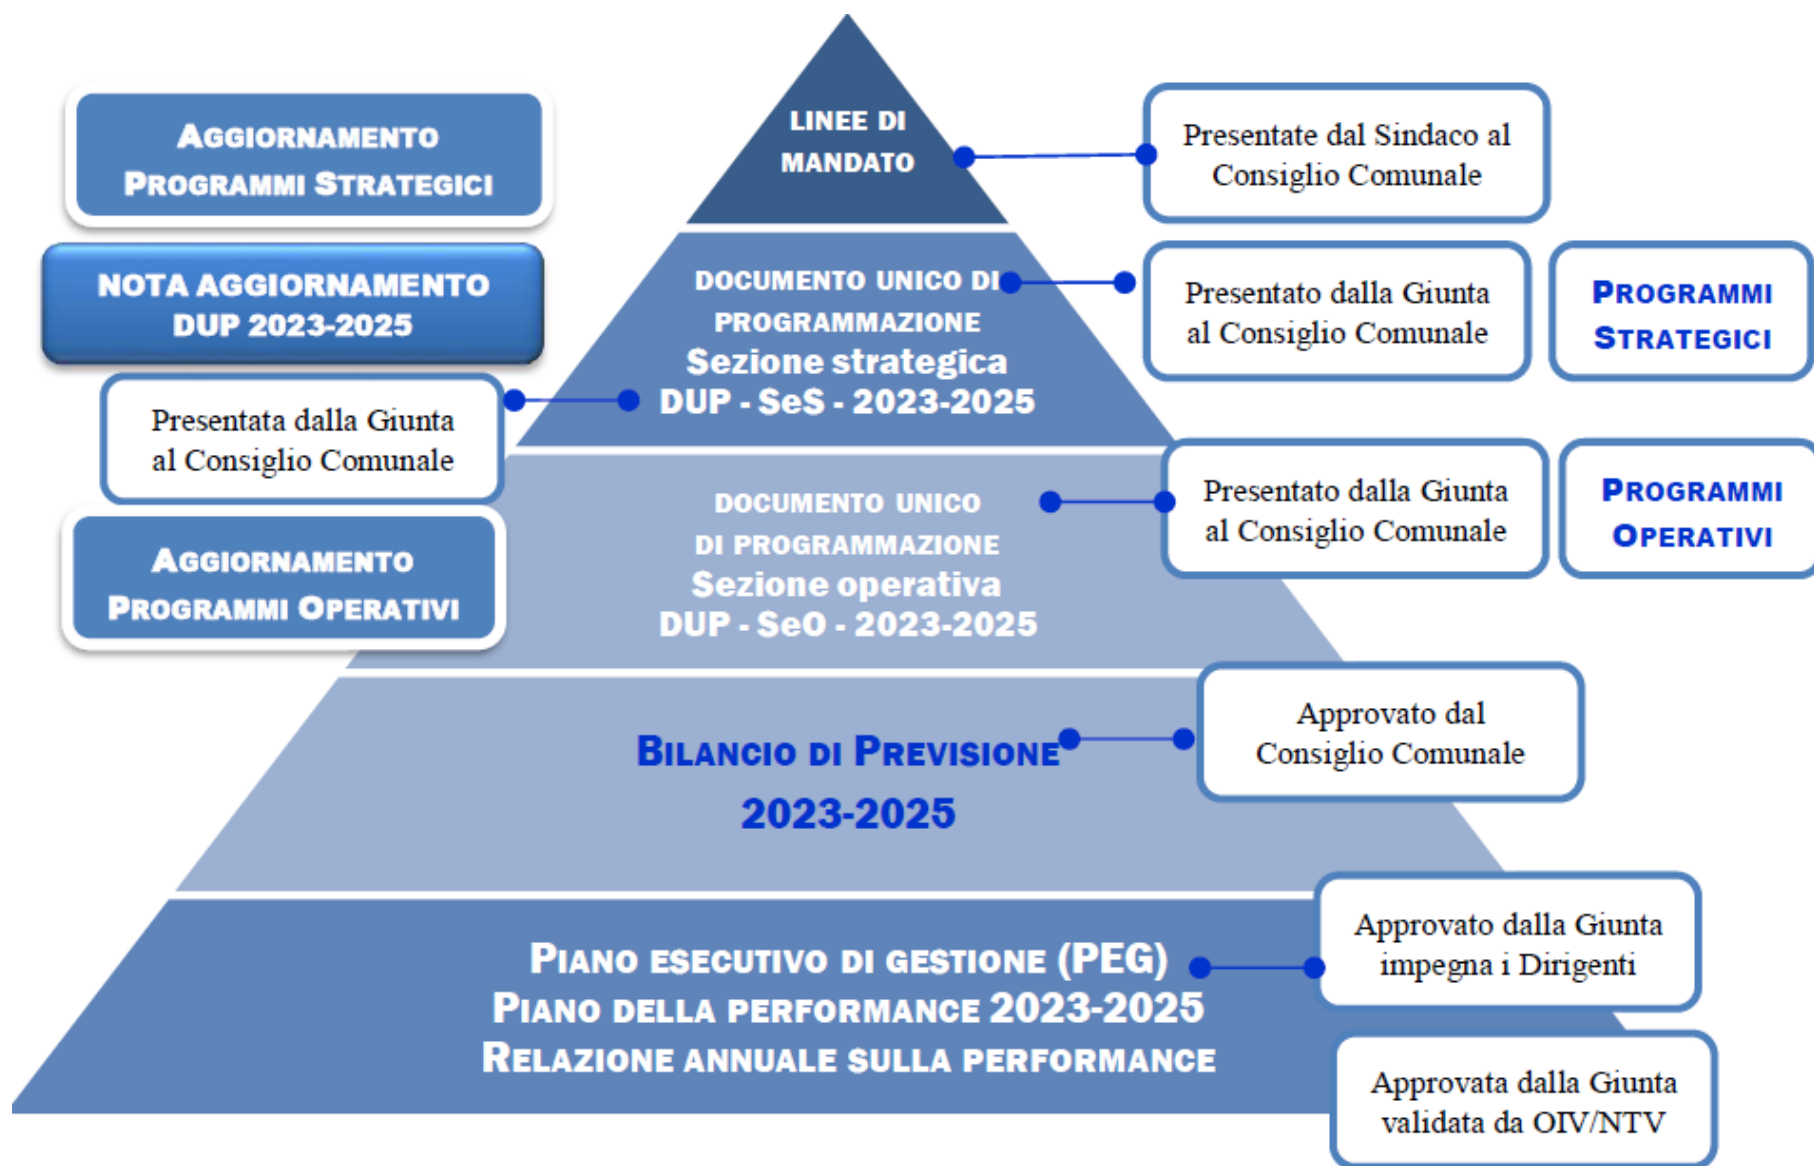 LINEE DI
MANDATO
Presentate dal Sindaco al
Consiglio Comunale
AGGIORNAMENTO
PROGRAMMI STRATEGICI
NOTA AGGIORNAMENTO
DUP 2023-2025
Presentata dalla Giunta
al Consiglio Comunale
AGGIORNAMENTO
PROGRAMMI OPERATIVI
DOCUMENTO UNICO DI
PROGRAMMAZIONE
Sezione strategica
DUP - SeS - 2023-2025
Presentato dalla Giunta
al Consiglio Comunale
PROGRAMMI
STRATEGICI
DOCUMENTO UNICO
DI PROGRAMMAZIONE
Sezione operativa
DUP - SeO - 2023-2025
Presentato dalla Giunta
al Consiglio Comunale
PROGRAMMI
OPERATIVI
BILANCIO DI PREVISIONE
2023-2025
Approvato dal
Consiglio Comunale
PIANO ESECUTIVO DI GESTIONE (PEG)
PIANO DELLA PERFORMANCE 2023-2025
RELAZIONE ANNUALE SULLA PERFORMANCE
Approvato dalla Giunta
impegna i Dirigenti
Approvata dalla Giunta
validata da OIV/NTV